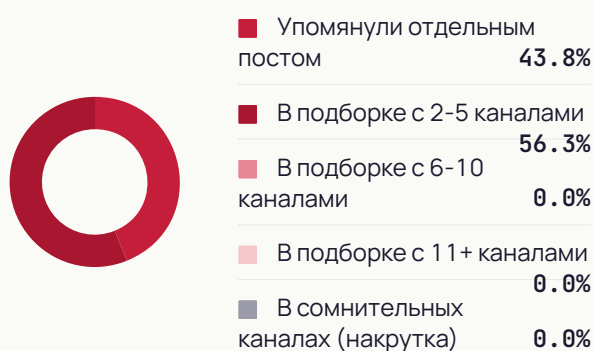 Упомянули отдельным
постом 43.8%
В подборке с 2-5 каналами
56.3%
В подборке с 6-10
каналами 0.0%
В подборке с 11+ каналами
0.0%
В сомнительных
каналах (накрутка) 0.0%